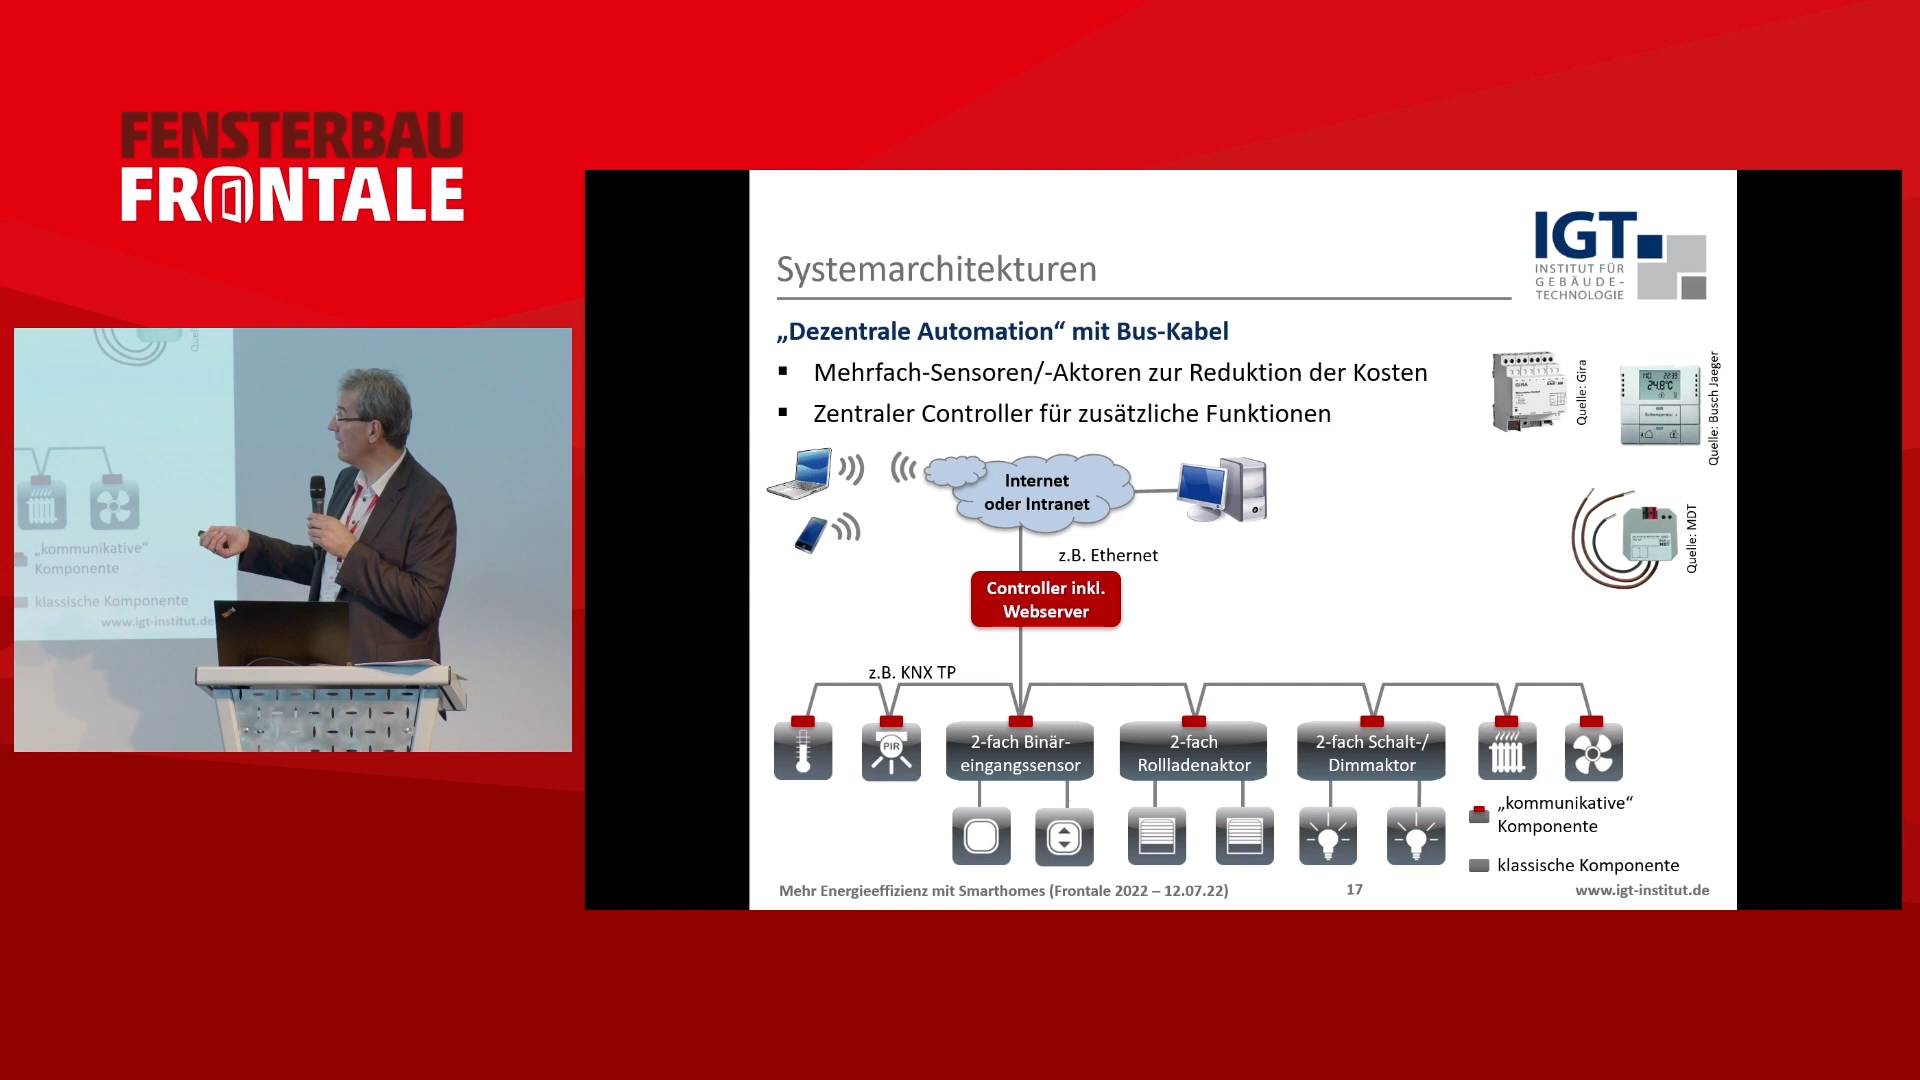 FENSTERBAU
FRONTALE
IGT
INSTITUT FÜR
GEBÄUDE-
TECHNOLOGIE
Systemarchitekturen
„Dezentrale Automation“ mit Bus-Kabel
▪ Mehrfach-Sensoren/-Aktoren zur Reduktion der Kosten
▪ Zentraler Controller für zusätzliche Funktionen
Quelle: Gira
Quelle: Busch Jaeger
Quelle: MDT
GIRA
24.8°C
Internet
oder Intranet
z.B. Ethernet
Controller inkl.
Webserver
z.B. KNX TP
PIR
2-fach Binär-
eingangssensor
2-fach
Rollladenaktor
2-fach Schalt-/
Dimmaktor
„kommunikative“
Komponente
klassische Komponente
Mehr Energieeffizienz mit Smarthomes (Frontale 2022 – 12.07.22)
17
www.igt-institut.de
„kommunikative“
Komponente
klassische Komponente
www.igt-institut.de